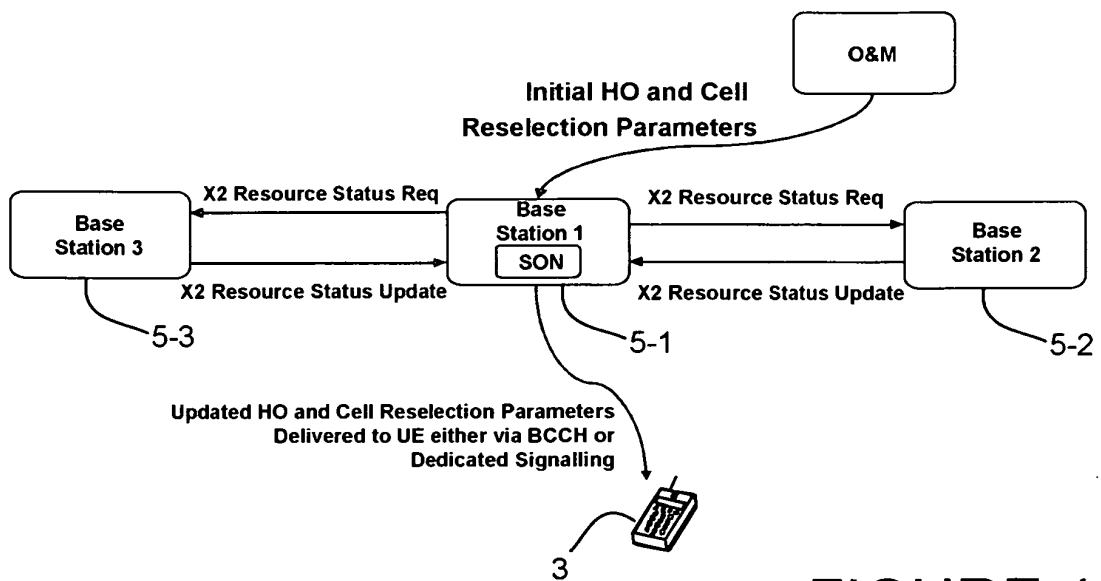 O&M
Initial HO and Cell
Reselection Parameters
X2 Resource Status Req
X2 Resource Status Req
Base
Station 3
Base
Station 1
SON
Base
Station 2
X2 Resource Status Update
X2 Resource Status Update
5-3
5-1
5-2
Updated HO and Cell Reselection Parameters
Delivered to UE either via BCCH or
Dedicated Signalling
3